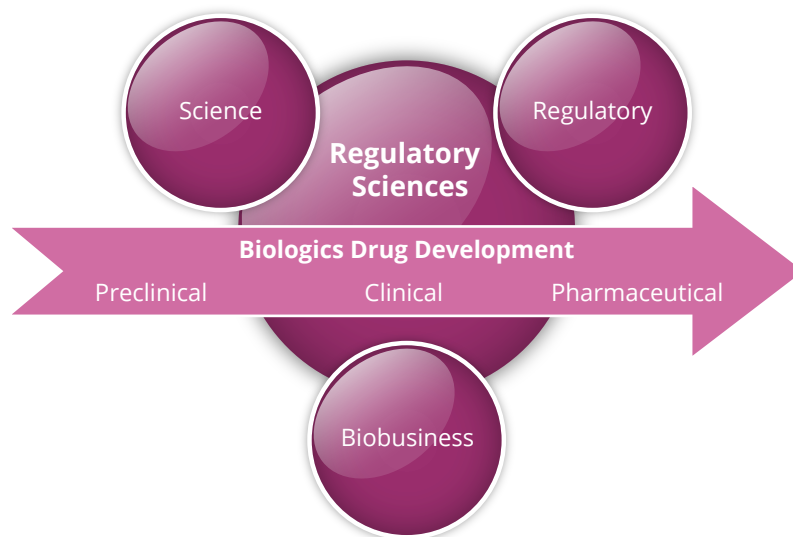 Science
Regulatory
Regulatory
Sciences
Biologics Drug Development
Preclinical
Clinical
Pharmaceutical
Biobusiness